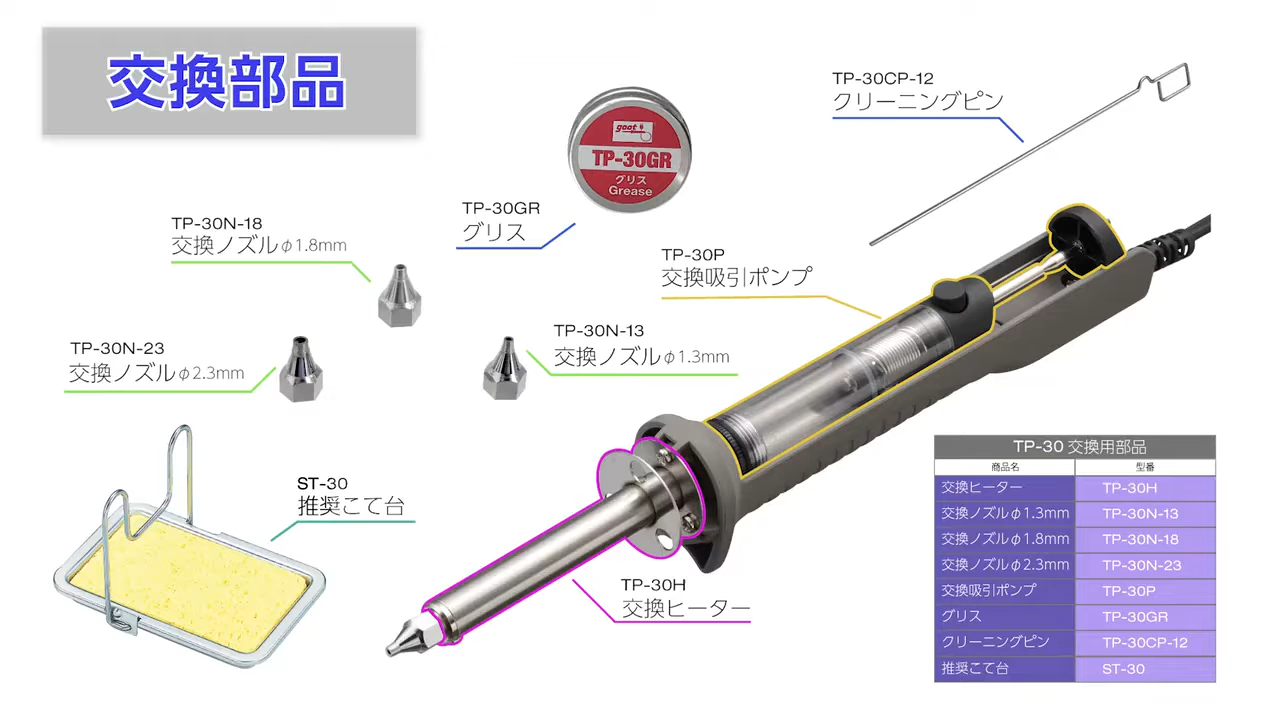 交換部品
TP-30CP-12
クリーニングピン
goot
TP-30GR
グリス
Grease
TP-30GR
グリス
TP-30N-18
交換ノズルφ1.8mm
TP-30P
交換吸引ポンプ
TP-30N-13
交換ノズルφ1.3mm
TP-30N-23
交換ノズルφ2.3mm
ST-30
推奨こて台
TP-30H
交換ヒーター
TP-30 交換用部品
商品名 型番
交換ヒーター TP-30H
交換ノズルφ1.3mm TP-30N-13
交換ノズルφ1.8mm TP-30N-18
交換ノズルφ2.3mm TP-30N-23
交換吸引ポンプ TP-30P
グリス TP-30GR
クリーニングピン TP-30CP-12
推奨こて台 ST-30